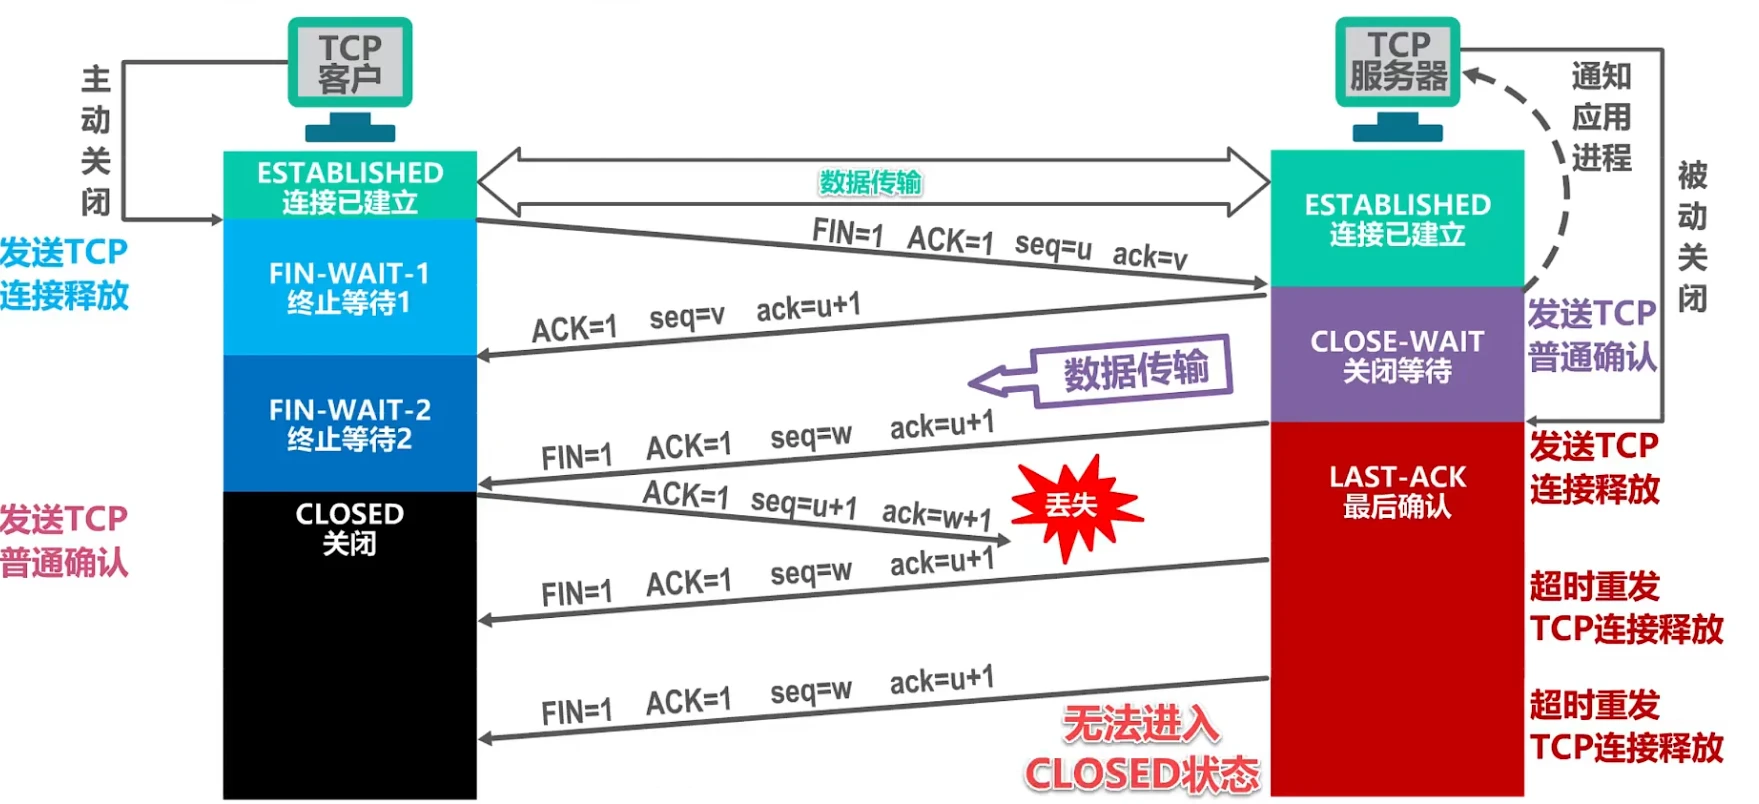 TCP
客户
TCP
服务器
主动关闭
通知
应用
进程
被动关闭
ESTABLISHED
连接已建立
数据传输
ESTABLISHED
连接已建立
FIN=1 ACK=1 seq=u ack=v
发送TCP
连接释放
FIN-WAIT-1
终止等待1
ACK=1 seq=v ack=u+1
CLOSE-WAIT
关闭等待
发送TCP
普通确认
数据传输
FIN-WAIT-2
终止等待2
FIN=1 ACK=1 seq=w ack=u+1
发送TCP
连接释放
LAST-ACK
最后确认
发送TCP
普通确认
CLOSED
关闭
ACK=1 seq=u+1 ack=w+1
丢失
FIN=1 ACK=1 seq=w ack=u+1
超时重发
TCP连接释放
FIN=1 ACK=1 seq=w ack=u+1
超时重发
TCP连接释放
无法进入
CLOSED状态